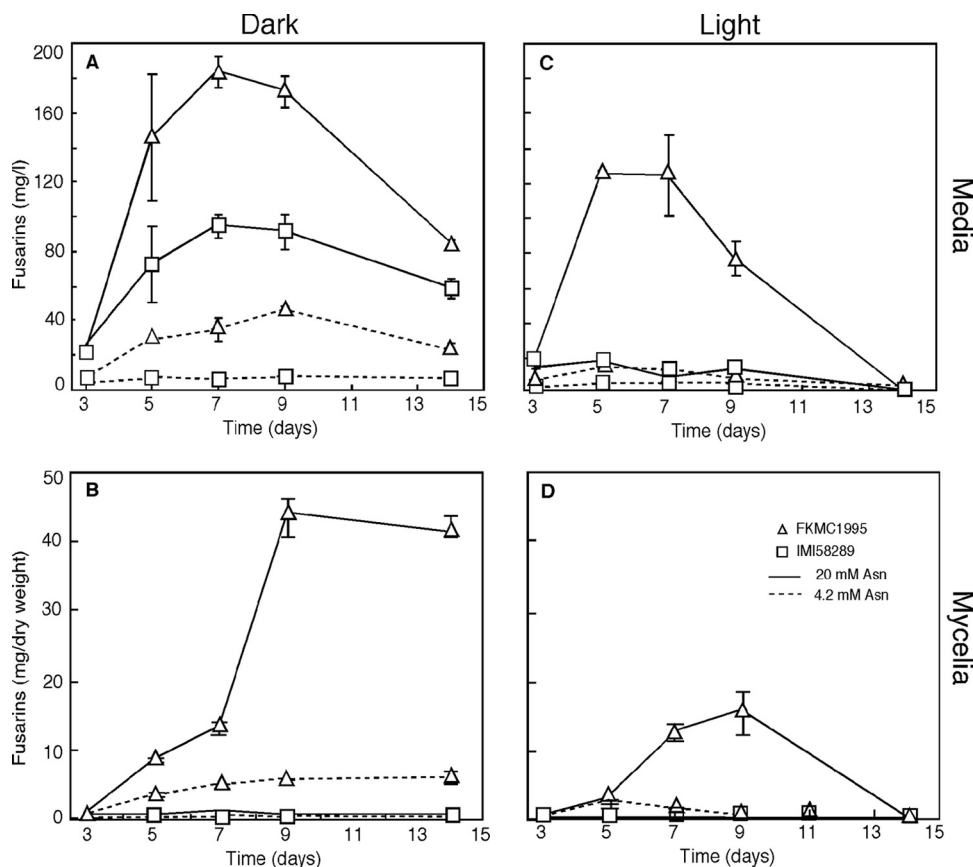 Dark
Light
A
200
160
120
80
40
0
Fusarins (mg/l)
3 5 7 9 11 13 15
Time (days)
C
3 5 7 9 11 13 15
Time (days)
Media
B
50
40
30
20
10
0
Fusarins (mg/dry weight)
3 5 7 9 11 13 15
Time (days)
D
FKMC1995
IMI58289
20 mM Asn
4.2 mM Asn
3 5 7 9 11 13 15
Time (days)
Mycelia